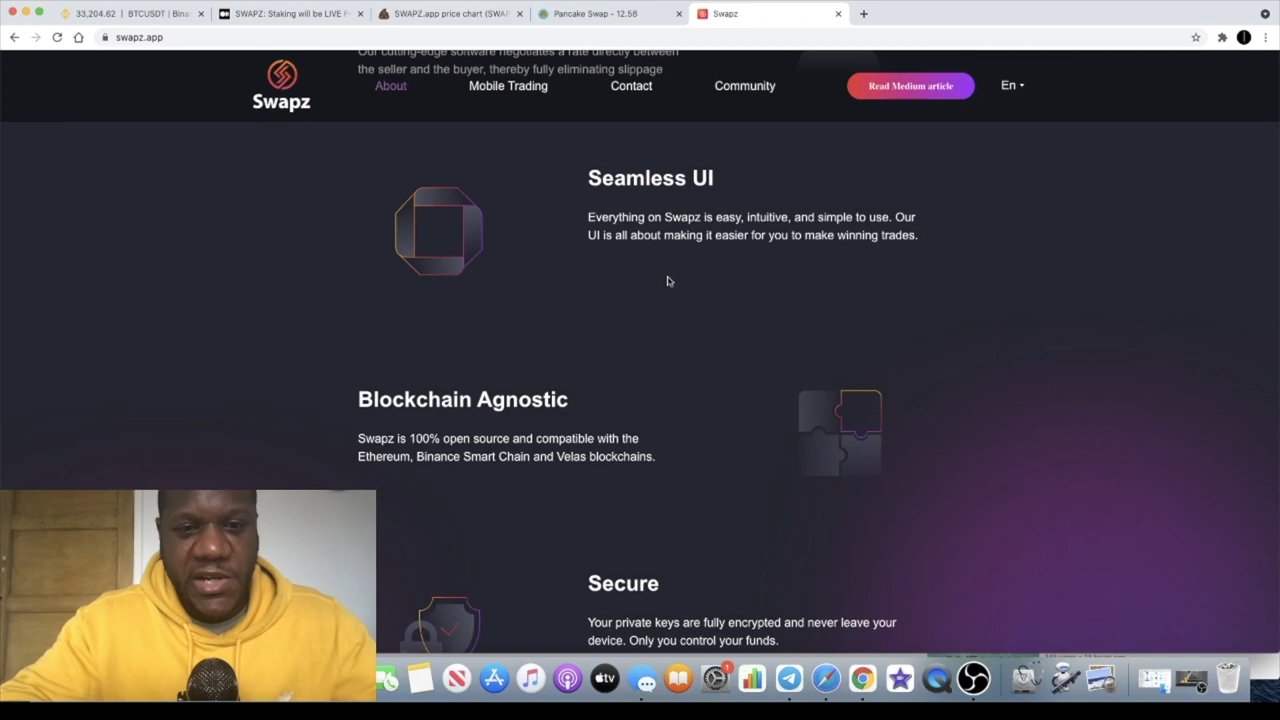 33,204.62 | BTCUSDT | Binan
SWAPZ: Staking will be LIVE F
SWAPZ.app price chart (SWAP
Pancake Swap - 12.58
Swapz
swapz.app
Our cutting-edge software negotiates a rate directly between
the seller and the buyer, thereby fully eliminating slippage
Swapz
About
Mobile Trading
Contact
Community
Read Medium article
En
Seamless UI
Everything on Swapz is easy, intuitive, and simple to use. Our
UI is all about making it easier for you to make winning trades.
Blockchain Agnostic
Swapz is 100% open source and compatible with the
Ethereum, Binance Smart Chain and Velas blockchains.
Secure
Your private keys are fully encrypted and never leave your
device. Only you control your funds.
tv
1